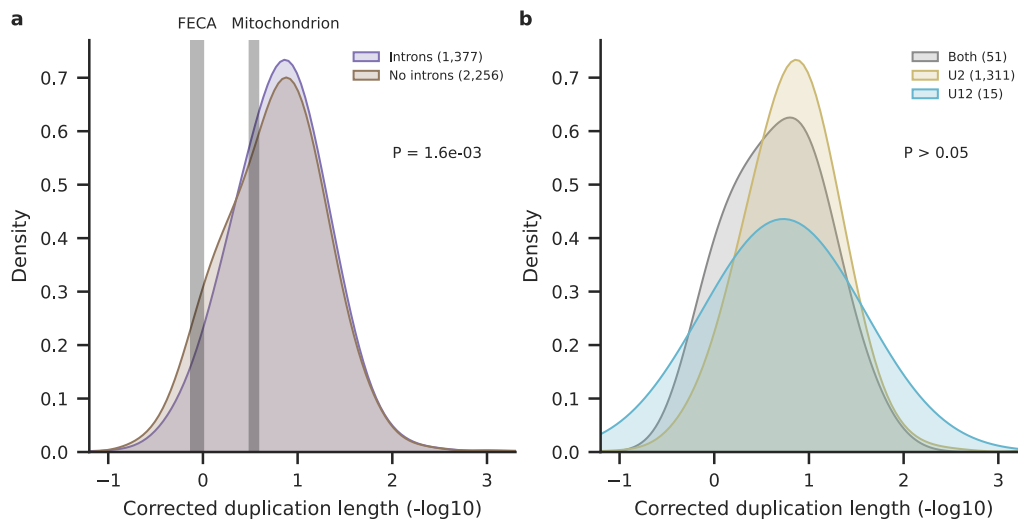 a
FECA Mitochondrion
Introns (1,377)
No introns (2,256)
P = 1.6e-03
Density
0.7
0.6
0.5
0.4
0.3
0.2
0.1
0.0
−1 0 1 2 3
Corrected duplication length (-log10)
b
Both (51)
U2 (1,311)
U12 (15)
P > 0.05
Density
0.7
0.6
0.5
0.4
0.3
0.2
0.1
0.0
−1 0 1 2 3
Corrected duplication length (-log10)